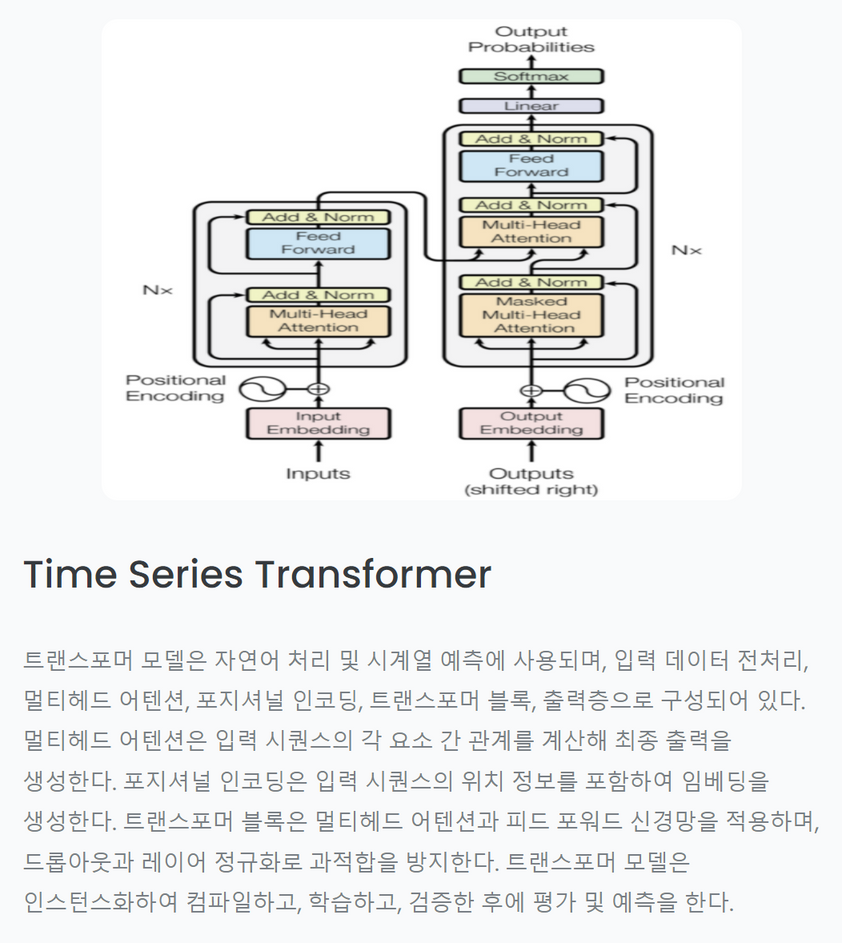 Output
Probabilities
Softmax
Linear
Add & Norm
Feed
Forward
Add & Norm
Multi-Head
Attention
Add & Norm
Masked
Multi-Head
Attention
Nx
Add & Norm
Feed
Forward
Add & Norm
Multi-Head
Attention
Nx
Positional
Encoding
Positional
Encoding
Input
Embedding
Output
Embedding
Inputs
Outputs
(shifted right)
Time Series Transformer
트랜스포머 모델은 자연어 처리 및 시계열 예측에 사용되며, 입력 데이터 전처리,
멀티헤드 어텐션, 포지셔널 인코딩, 트랜스포머 블록, 출력층으로 구성되어 있다.
멀티헤드 어텐션은 입력 시퀀스의 각 요소 간 관계를 계산해 최종 출력을
생성한다. 포지셔널 인코딩은 입력 시퀀스의 위치 정보를 포함하여 임베딩을
생성한다. 트랜스포머 블록은 멀티헤드 어텐션과 피드 포워드 신경망을 적용하며,
드롭아웃과 레이어 정규화로 과적합을 방지한다. 트랜스포머 모델은
인스턴스화하여 컴파일하고, 학습하고, 검증한 후에 평가 및 예측을 한다.